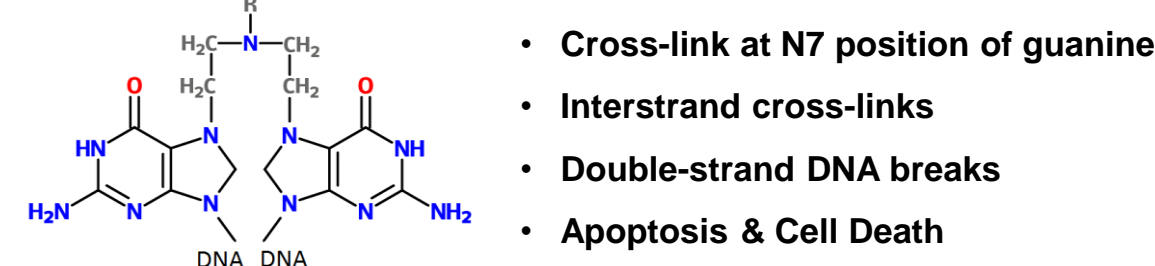 R
H₂C N CH₂
H₂C CH₂
O O
N N
HN NH
H₂N N N N N NH₂
DNA DNA
• Cross-link at N7 position of guanine
• Interstrand cross-links
• Double-strand DNA breaks
• Apoptosis & Cell Death